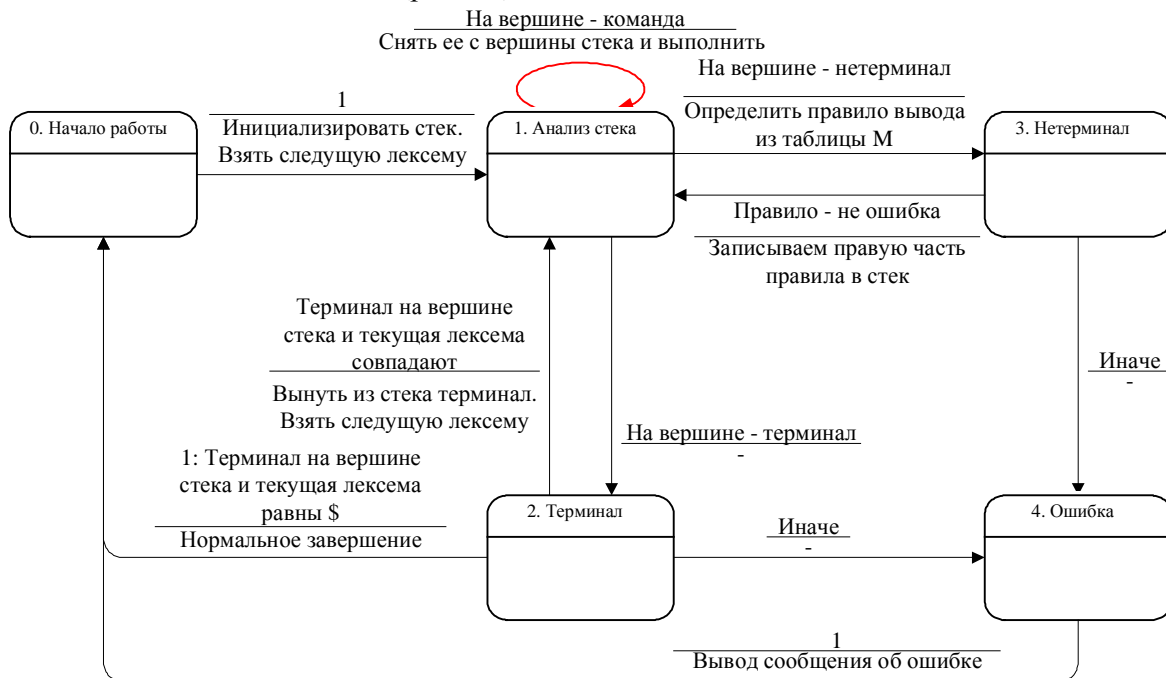 На вершине - команда
Снять ее с вершины стека и выполнить
0. Начало работы
1
Инициализировать стек.
Взять следущую лексему
1. Анализ стека
На вершине - нетерминал
Определить правило вывода
из таблицы М
3. Нетерминал
Правило - не ошибка
Записываем правую часть
правила в стек
Терминал на вершине
стека и текущая лексема
совпадают
Вынуть из стека терминал.
Взять следущую лексему
На вершине - терминал
-
Иначе
-
1: Терминал на вершине
стека и текущая лексема
равны $
Нормальное завершение
2. Терминал
Иначе
-
4. Ошибка
1
Вывод сообщения об ошибке